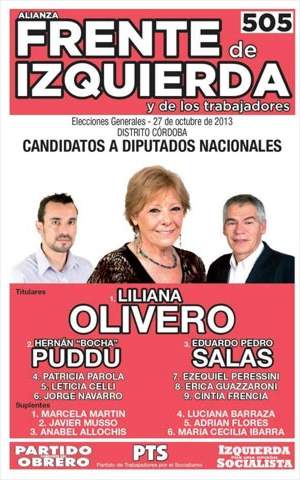 ALIANZA
505
FRENTE de
IZQUIERDA
y de los trabajadores
Elecciones Generales - 27 de octubre de 2013
DISTRITO CÓRDOBA
CANDIDATOS A DIPUTADOS NACIONALES
Titulares
1. LILIANA
OLIVERO
2. HERNÁN "BOCHA"
PUDDU
3. EDUARDO PEDRO
SALAS
4. PATRICIA PAROLA
5. LETICIA CELLI
6. JORGE NAVARRO
7. EZEQUIEL PERESSINI
8. ERICA GUAZZARONI
9. CINTIA FRENCIA
Suplentes
1. MARCELA MARTIN
2. JAVIER MUSSO
3. ANABEL ALLOCHIS
4. LUCIANA BARRAZA
5. ADRIAN FLORES
6. MARIA CECILIA IBARRA
PARTIDO
OBRERO
PTS
Partido de Trabajadores por el Socialismo
IZQUIERDA
SOCIALISTA